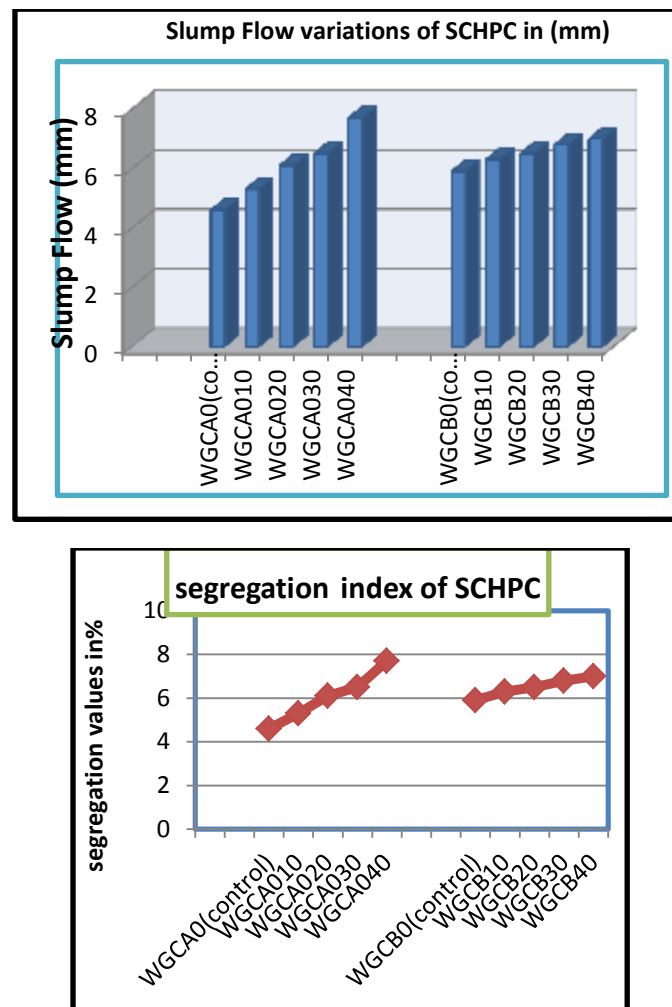 Slump Flow variations of SCHPC in (mm)
Slump Flow (mm)
8
6
4
2
0
WGCA0(co...
WGCA010
WGCA020
WGCA030
WGCA040
WGCB0(co...
WGCB10
WGCB20
WGCB30
WGCB40
segregation index of SCHPC
segregation values in%
10
8
6
4
2
0
WGCA0(control)
WGCA010
WGCA020
WGCA030
WGCA040
WGCB0(control)
WGCB10
WGCB20
WGCB30
WGCB40